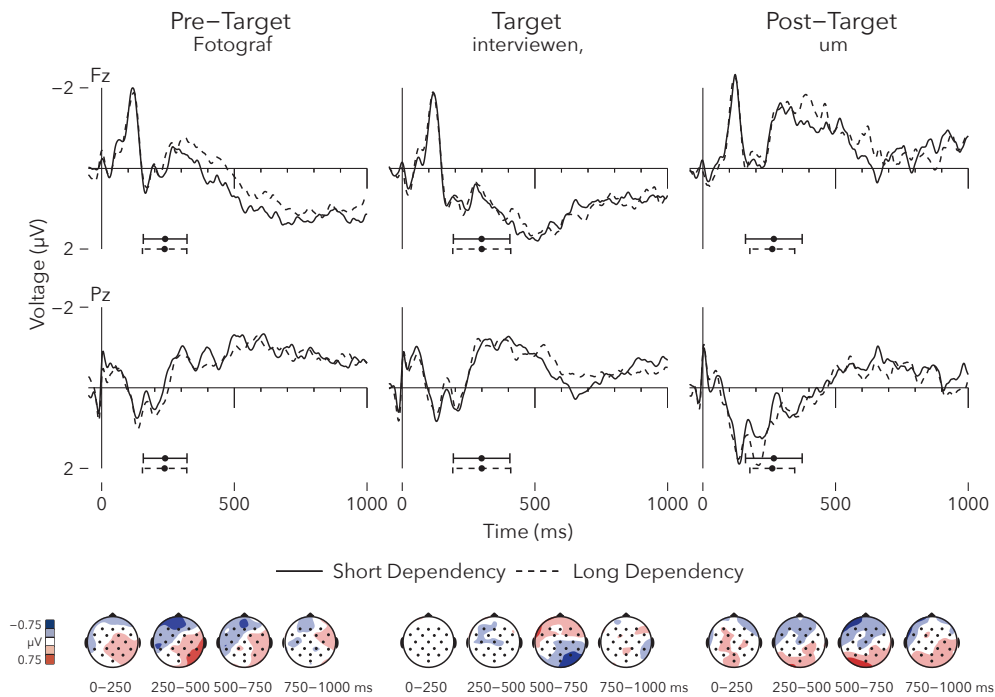 Pre−Target Target Post-Target
Fotograf interviewen, um
Fz
−2
2
Pz
−2
2
Voltage (µV)
0 500 1000 0 500 1000 0 500 1000
Time (ms)
Short Dependency Long Dependency
−0.75
µV
0.75
0−250 250−500 500−750 750−1000 ms 0−250 250−500 500−750 750−1000 ms 0−250 250−500 500−750 750−1000 ms